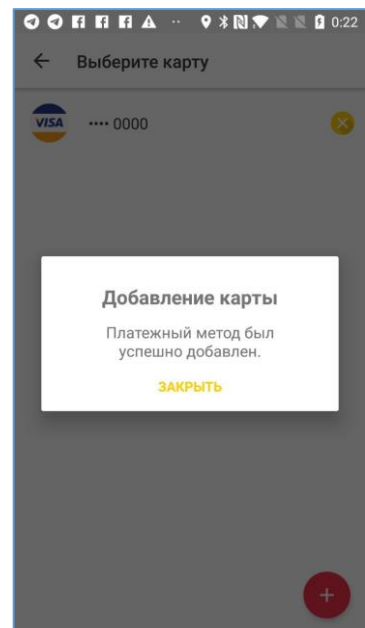 0:22
Выберите карту
VISA •••• 0000
Добавление карты
Платежный метод был
успешно добавлен.
ЗАКРЫТЬ